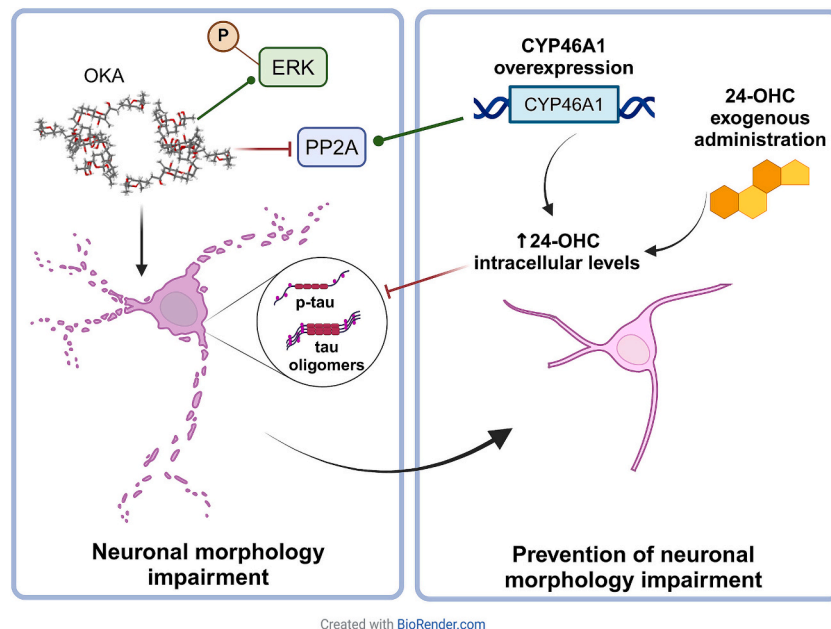 P
ERK
OKA
PP2A
p-tau
tau
oligomers
Neuronal morphology
impairment
CYP46A1
overexpression
CYP46A1
24-OHC
exogenous
administration
↑24-OHC
intracellular levels
Prevention of neuronal
morphology impairment
Created with BioRender.com